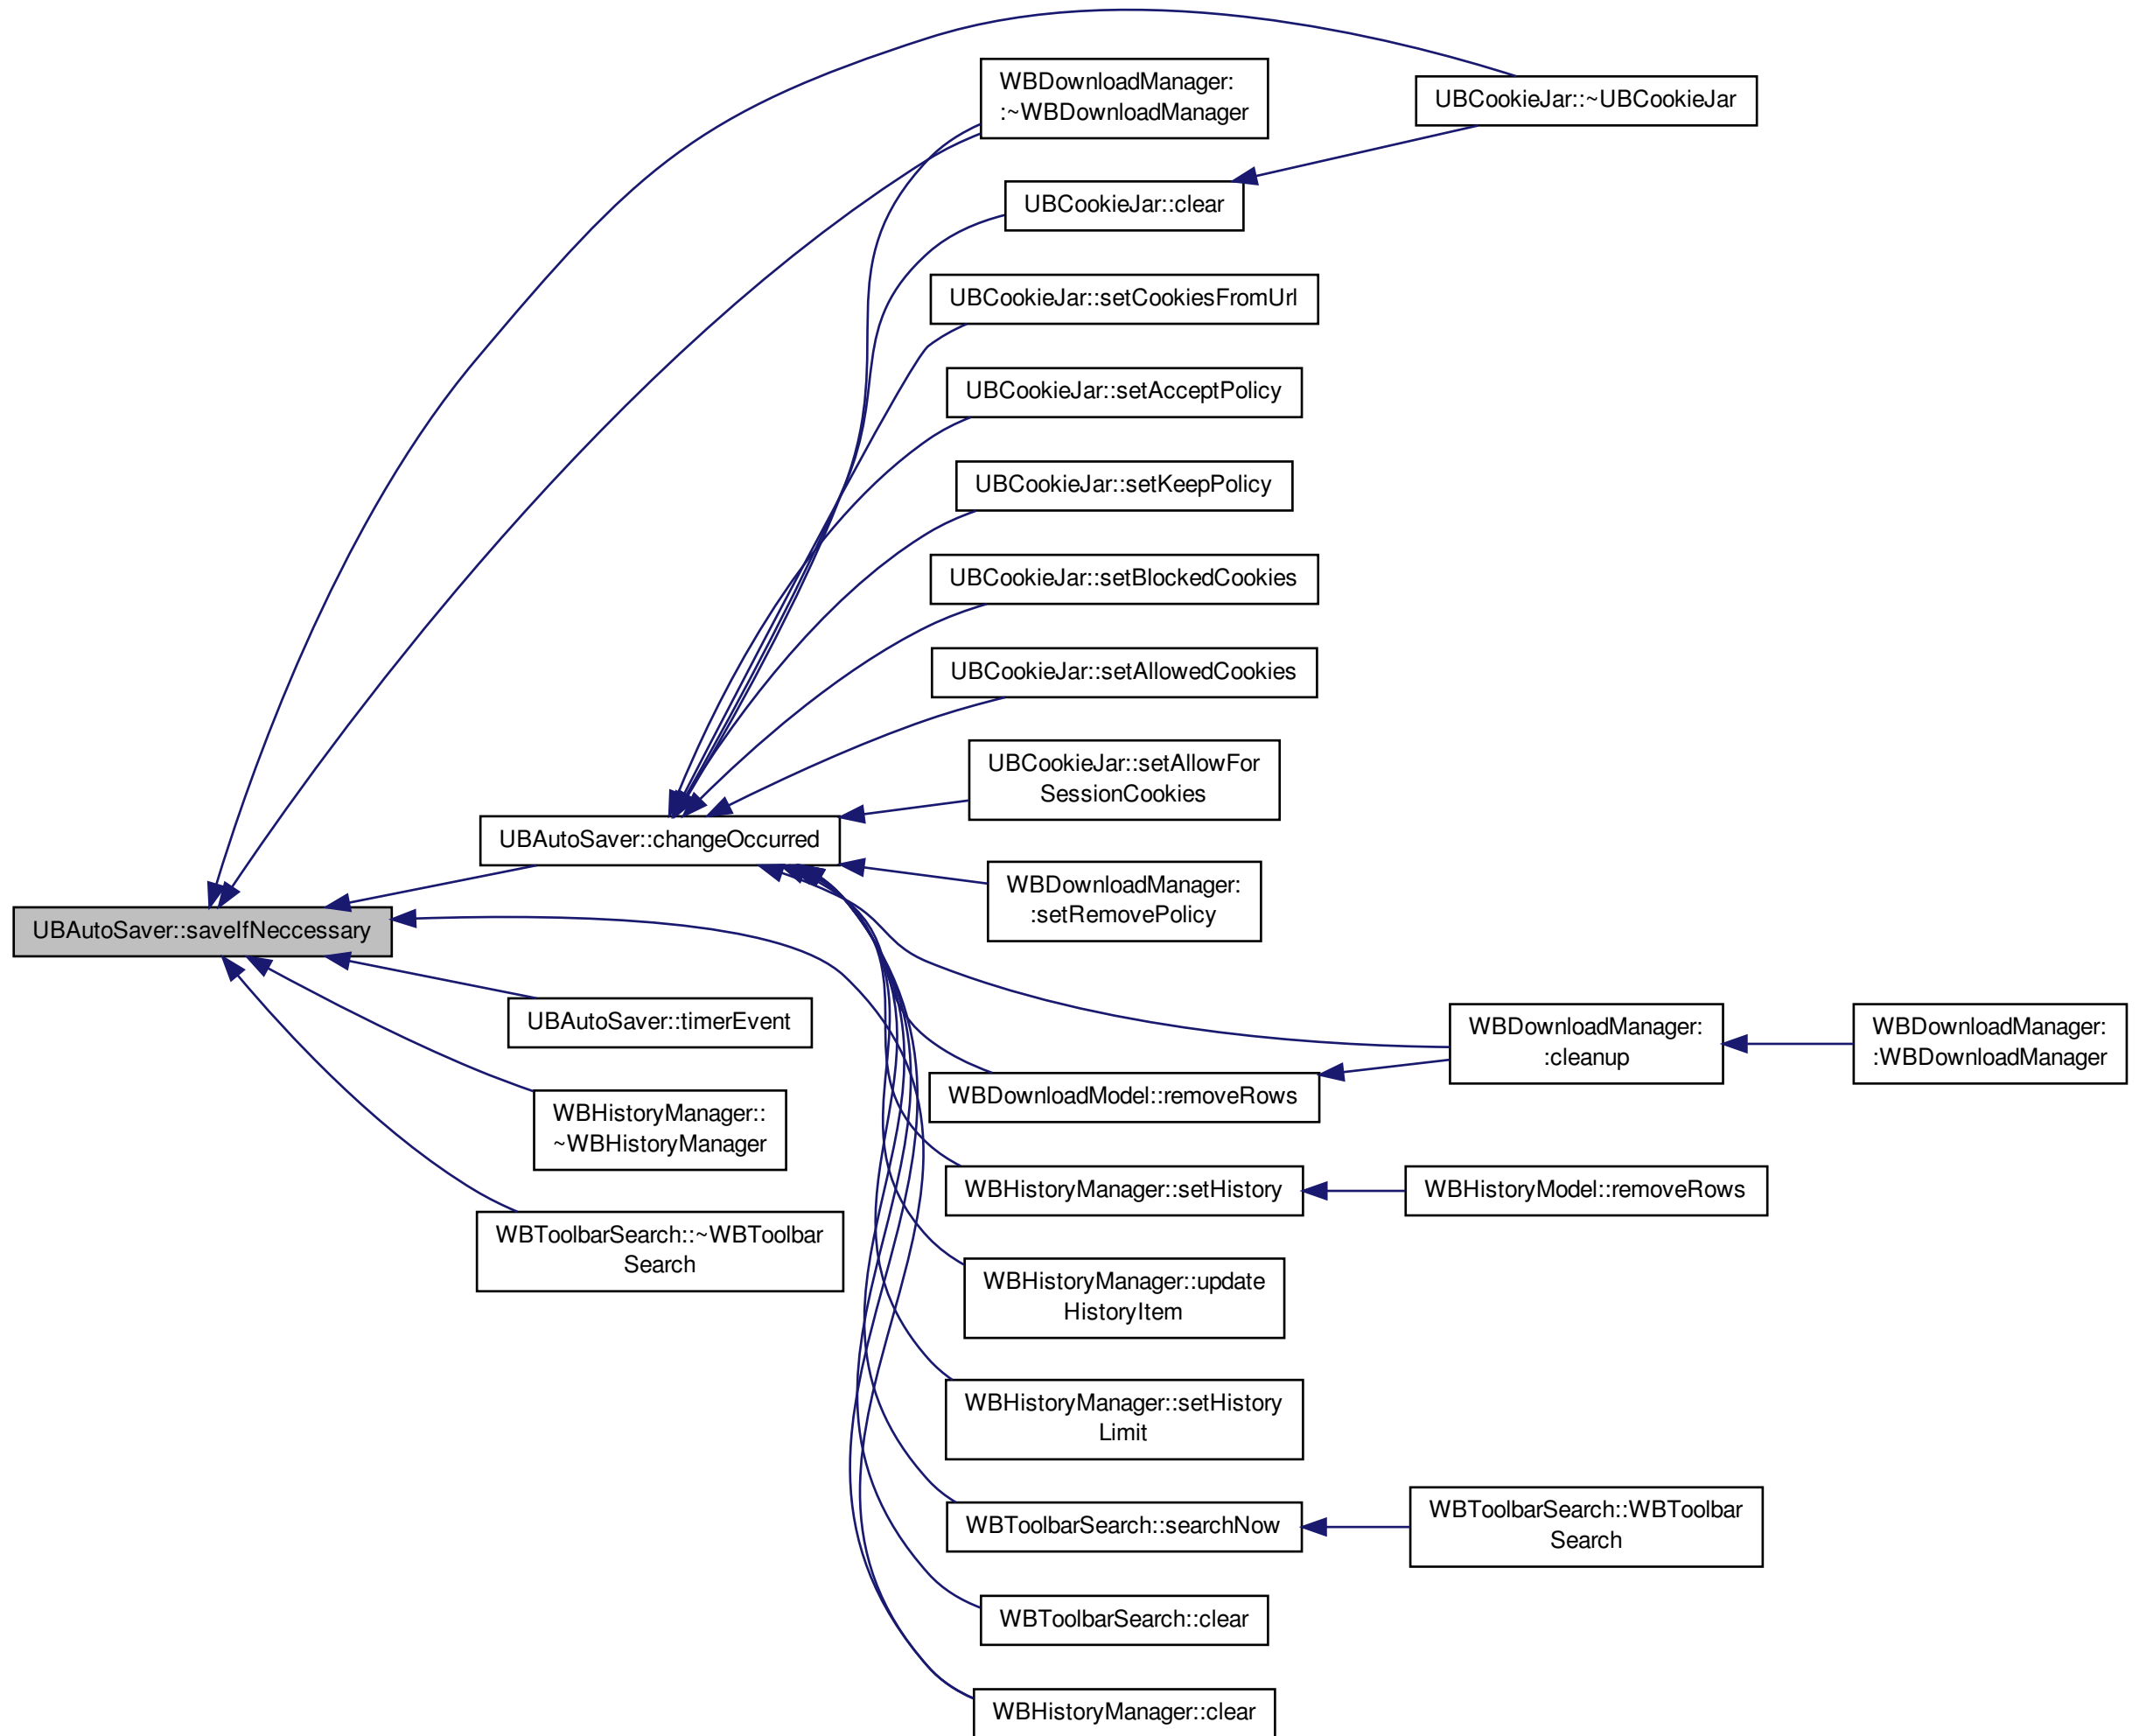 WBDownloadManager:
:~WBDownloadManager
UBCookieJar::~UBCookieJar
UBCookieJar::clear
UBCookieJar::setCookiesFromUrl
UBCookieJar::setAcceptPolicy
UBCookieJar::setKeepPolicy
UBCookieJar::setBlockedCookies
UBCookieJar::setAllowedCookies
UBCookieJar::setAllowFor
SessionCookies
UBAutoSaver::changeOccurred
WBDownloadManager:
:setRemovePolicy
UBAutoSaver::saveIfNeccessary
UBAutoSaver::timerEvent
WBDownloadManager:
:cleanup
WBDownloadManager:
:WBDownloadManager
WBDownloadModel::removeRows
WBHistoryManager::
~WBHistoryManager
WBHistoryManager::setHistory
WBHistoryModel::removeRows
WBToolbarSearch::~WBToolbar
Search
WBHistoryManager::update
HistoryItem
WBHistoryManager::setHistory
Limit
WBToolbarSearch::searchNow
WBToolbarSearch::WBToolbar
Search
WBToolbarSearch::clear
WBHistoryManager::clear